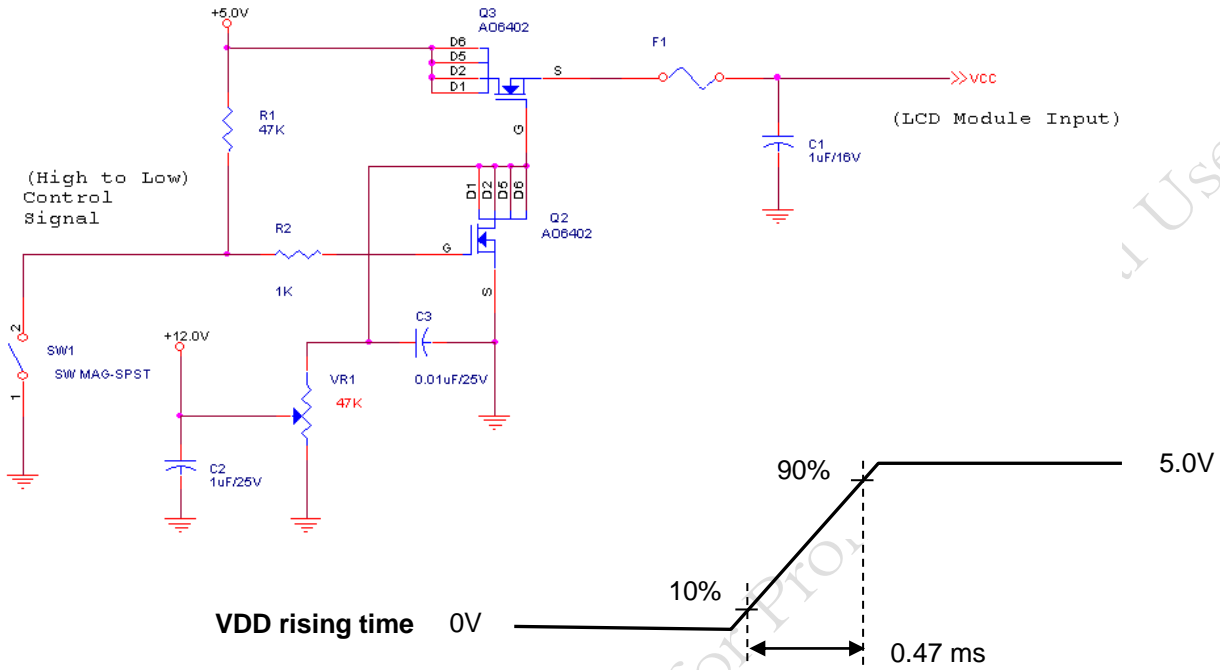 +5.0V
Q3
AO6402
D6
D5
D2
D1
S
G
F1
VCC
(LCD Module Input)
C1
1uF/16V
R1
47K
(High to Low)
Control
Signal
D1
D2
D5
D6
Q2
AO6402
R2
1K
G
S
2
SW1
SW MAG-SPST
1
+12.0V
C3
0.01uF/25V
VR1
47K
C2
1uF/25V
90%
5.0V
10%
VDD rising time 0V
0.47 ms